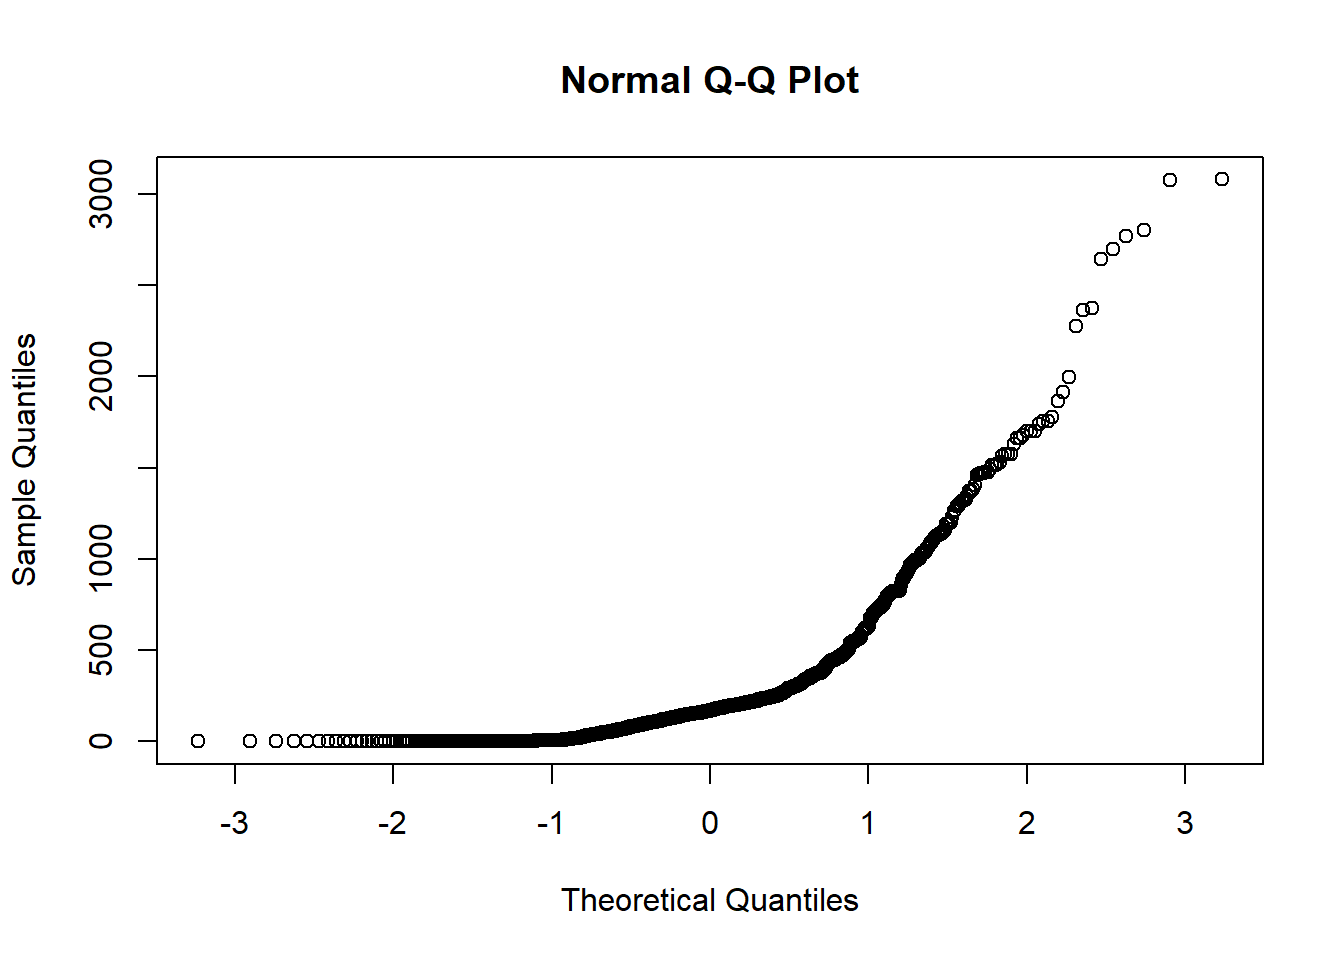 Normal Q-Q Plot
3000
2000
1000
500
0
Sample Quantiles
-3 -2 -1 0 1 2 3
Theoretical Quantiles